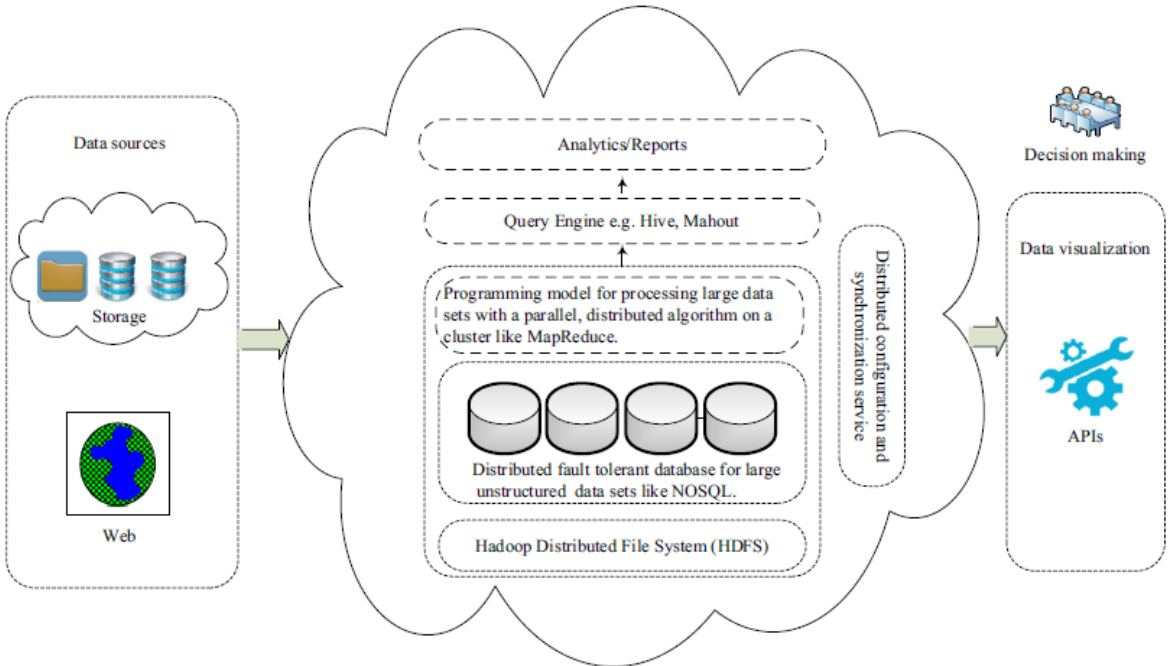 Data sources
Storage
Web
Analytics/Reports
Query Engine e.g. Hive, Mahout
Programming model for processing large data
sets with a parallel, distributed algorithm on a
cluster like MapReduce.
Distributed fault tolerant database for large
unstructured data sets like NOSQL.
Hadoop Distributed File System (HDFS)
Distributed configuration and
synchronization service
Decision making
Data visualization
APIs